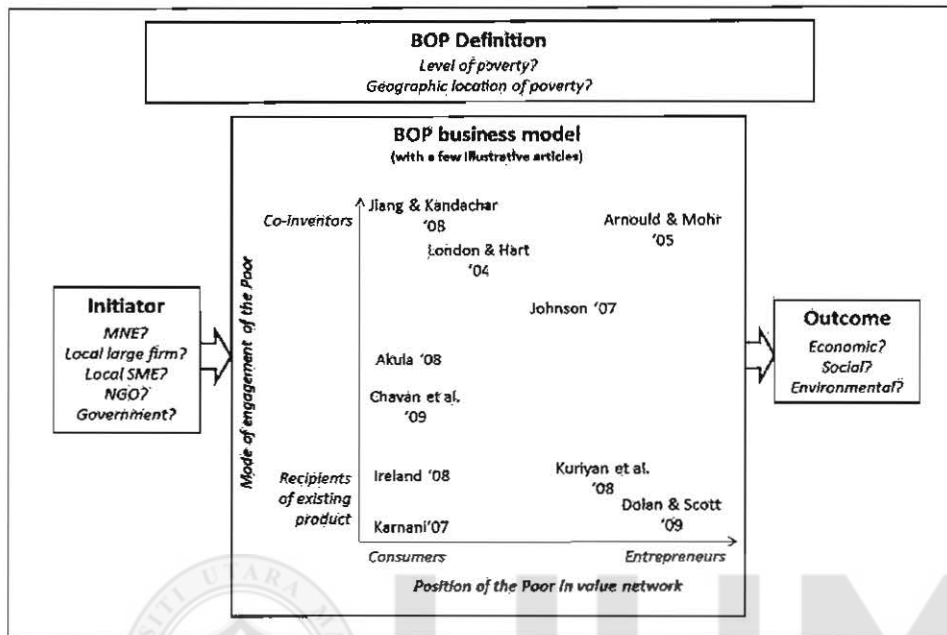 BOP Definition
Level of poverty?
Geographic location of poverty?
BOP business model
(with a few illustrative articles)
Co-inventors
Jiang & Kandachar
'08
Arnould & Mohr
'05
London & Hart
'04
Johnson '07
Akula '08
Chavan et al.
'09
Mode of engagement of the Poor
Recipients
of existing
product
Ireland '08
Kuriyan et al.
'08
Dolan & Scott
'09
Karnani'07
Consumers
Entrepreneurs
Position of the Poor in value network
Initiator
MNE?
Local large firm?
Local SME?
NGO?
Government?
Outcome
Economic?
Social?
Environmental?
SITI UTARA MA
UUM